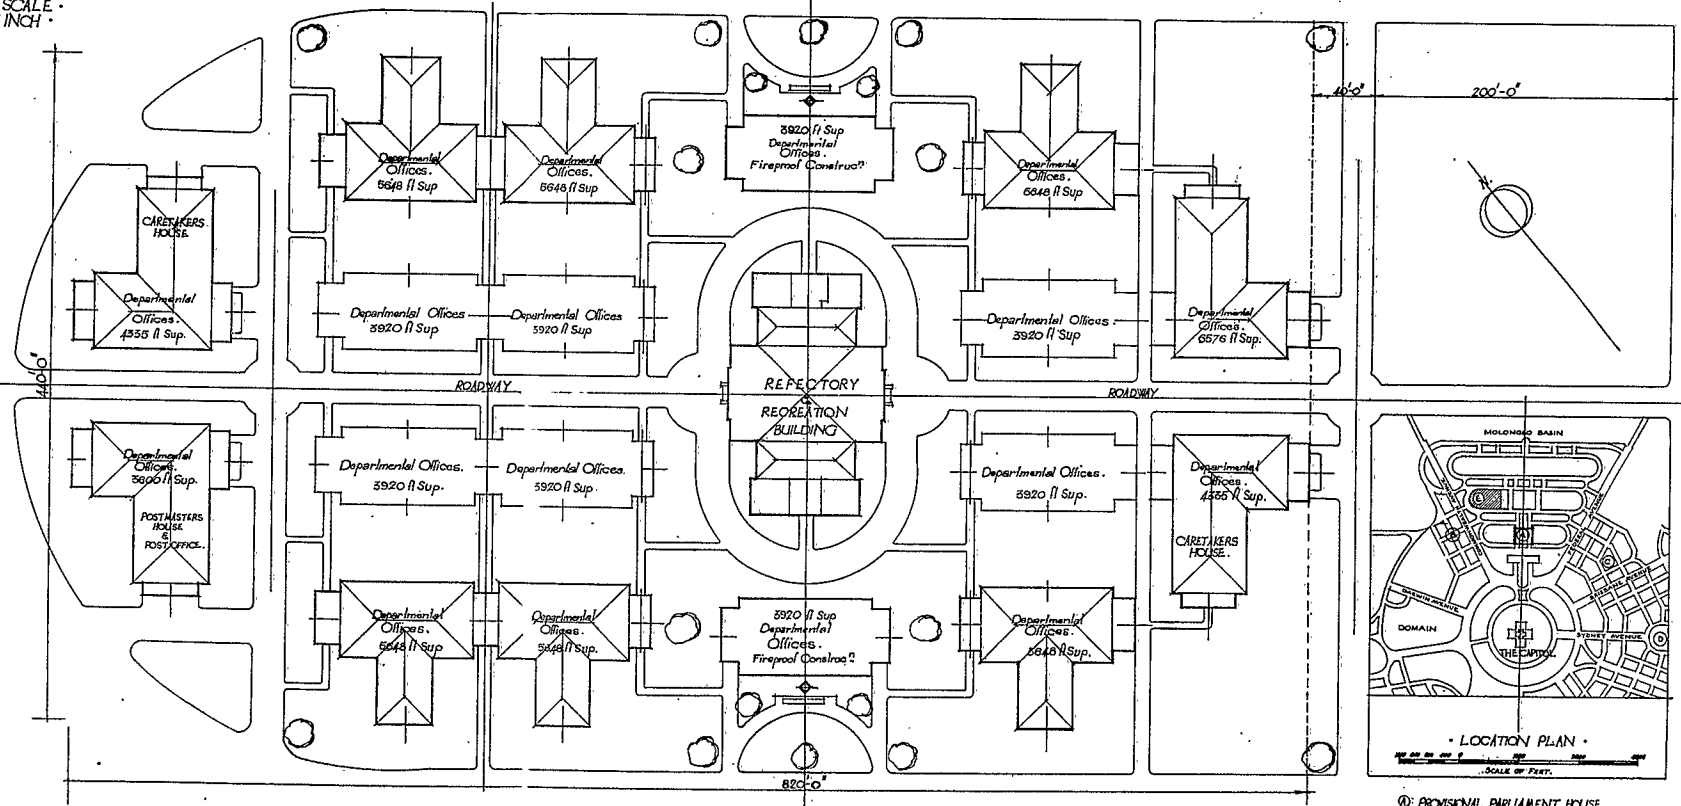 SCALE ·
INCH ·
40'-0"
200'-0"
N.
440'-0"
Departmental
Offices.
5648 ft Sup
Departmental
Offices.
5648 ft Sup
3920 ft Sup
Departmental
Offices.
Fireproof Construcn
Departmental
Offices.
5648 ft Sup
CARETAKERS
HOUSE.
Departmental
Offices.
4335 ft Sup.
Departmental Offices
3920 ft Sup
Departmental Offices
3920 ft Sup
Departmental Offices.
3920 ft Sup
Departmental
Offices.
6576 ft Sup.
ROADWAY
REFECTORY
&
RECREATION
BUILDING
ROADWAY
Departmental
Offices.
3600 ft Sup.
POSTMASTERS
HOUSE
&
POST OFFICE.
Departmental Offices.
3920 ft Sup.
Departmental Offices.
3920 ft Sup.
Departmental Offices.
3920 ft Sup.
Departmental
Offices.
4335 ft Sup.
CARETAKERS
HOUSE.
Departmental
Offices.
5648 ft Sup
Departmental
Offices.
5648 ft Sup.
3920 ft Sup
Departmental
Offices.
Fireproof Construcn
Departmental
Offices.
5648 ft Sup
820'-0"
MOLONGLO BASIN
AVENUE
BRISBANE AVENUE
DARWIN AVENUE
DOMAIN
SYDNEY AVENUE
THE CAPITOL.
· LOCATION PLAN ·
SCALE OF FEET.
Ⓐ: PROVISIONAL PARLIAMENT HOUSE